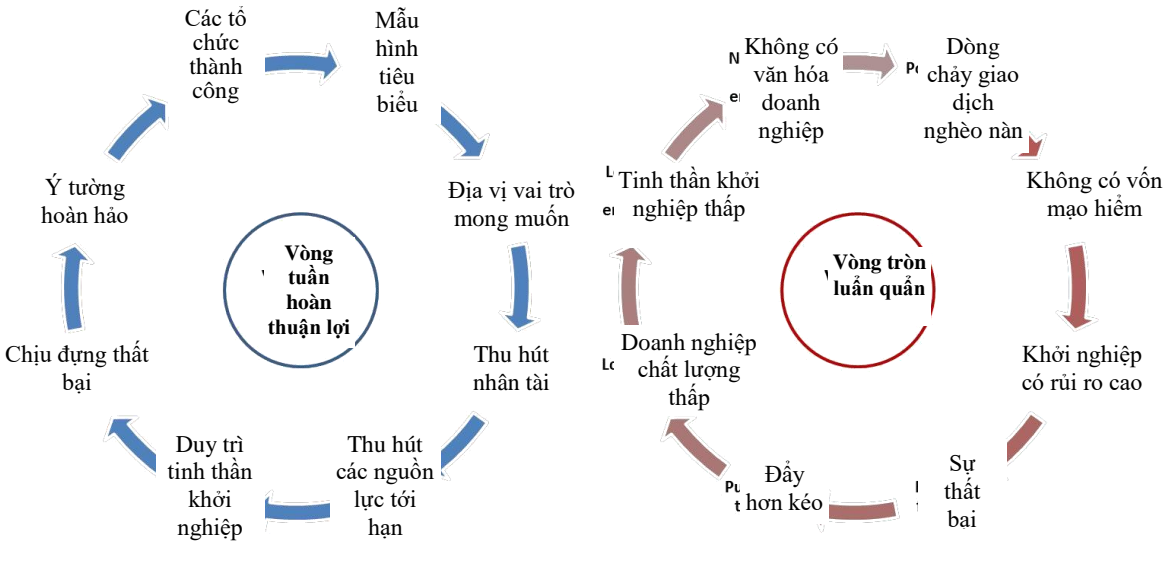 Các tổ
chức
thành
công
Mẫu
hình
tiêu
biểu
Địa vị vai trò
mong muốn
Thu hút
nhân tài
Thu hút
các nguồn
lực tới
hạn
Duy trì
tinh thần
khởi
nghiệp
Chịu đựng thất
bại
Ý tường
hoàn hảo
Vòng
tuần
hoàn
thuận lợi
Không có
văn hóa
doanh
nghiệp
Dòng
chảy giao
dịch
nghèo nàn
Không có vốn
mạo hiểm
Khởi nghiệp
có rủi ro cao
Sự
thất
bại
Đẩy
hơn kéo
Doanh nghiệp
chất lượng
thấp
Tinh thần khởi
nghiệp thấp
Vòng tròn
luẩn quẩn